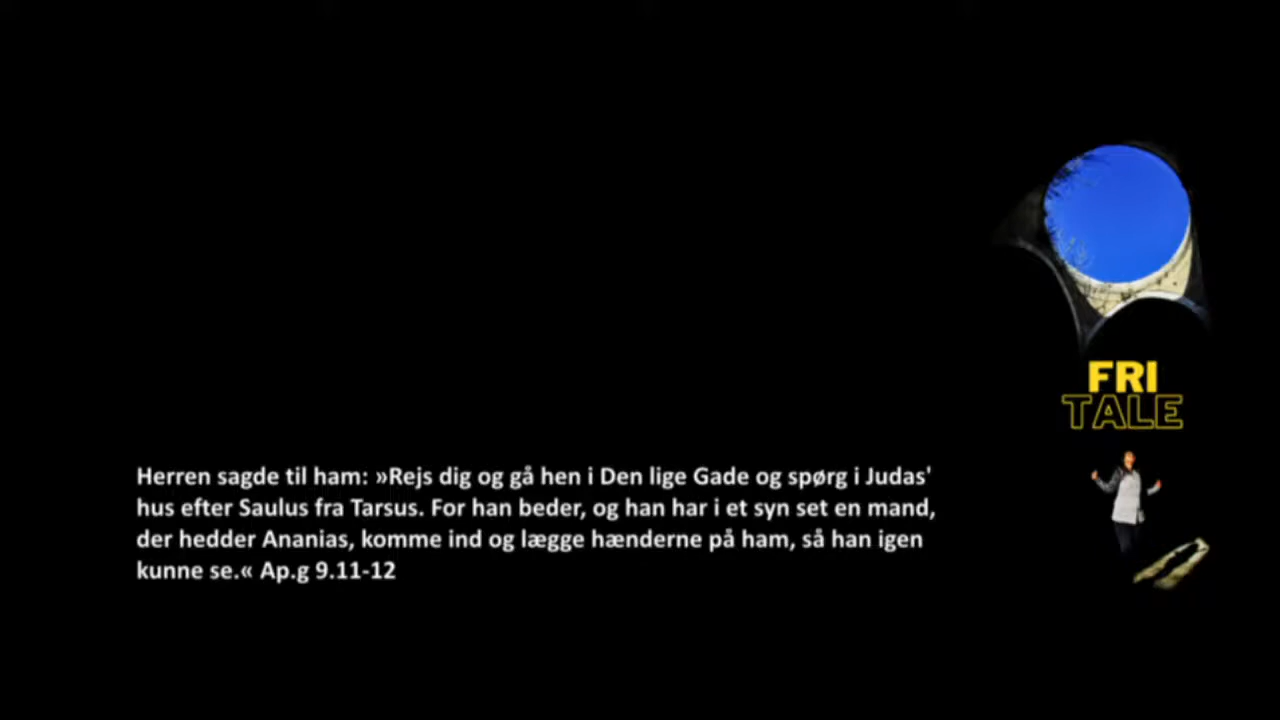 FRI
TALE
Herren sagde til ham: »Rejs dig og gå hen i Den lige Gade og spørg i Judas'
hus efter Saulus fra Tarsus. For han beder, og han har i et syn set en mand,
der hedder Ananias, komme ind og lægge hænderne på ham, så han igen
kunne se.« Ap.g 9.11-12